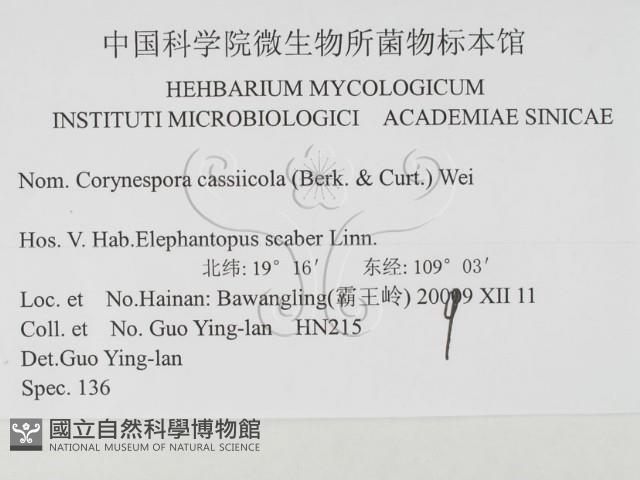 中国科学院微生物所菌物标本馆
HEHBARIUM MYCOLOGICUM
INSTITUTI MICROBIOLOGICI ACADEMIAE SINICAE
Nom. Corynespora cassiicola (Berk. & Curt.) Wei
Hos. V. Hab.Elephantopus scaber Linn.
北纬: 19° 16′ 东经: 109° 03′
Loc. et No.Hainan: Bawangling(霸王岭) 20009 XII 11
Coll. et No. Guo Ying-lan HN215
9
Det.Guo Ying-lan
Spec. 136
國立自然科學博物館
NATIONAL MUSEUM OF NATURAL SCIENCE